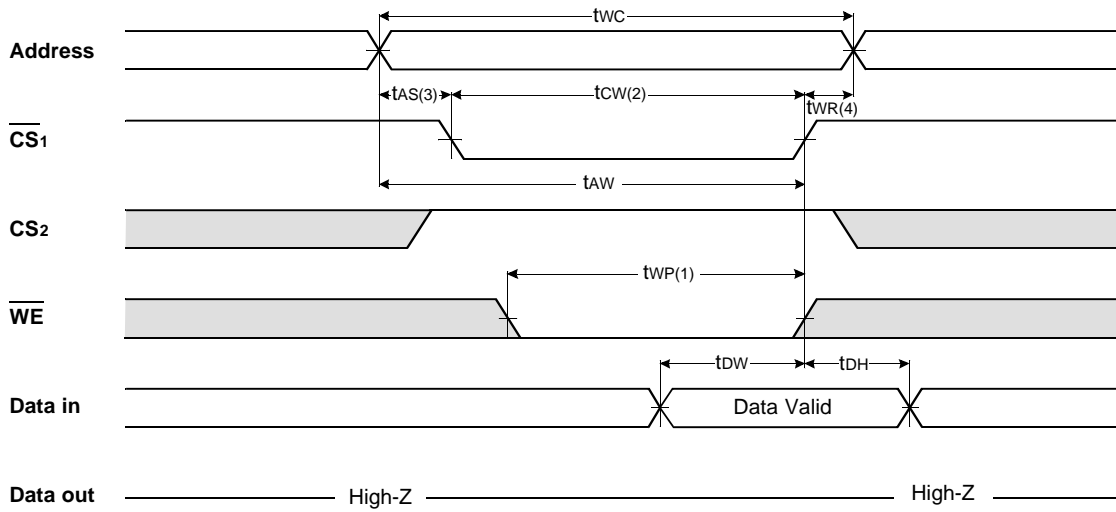 tWC
Address
tAS(3) tCW(2) tWR(4)
CS1
tAW
CS2
tWP(1)
WE
tDW tDH
Data in Data Valid
Data out High-Z High-Z